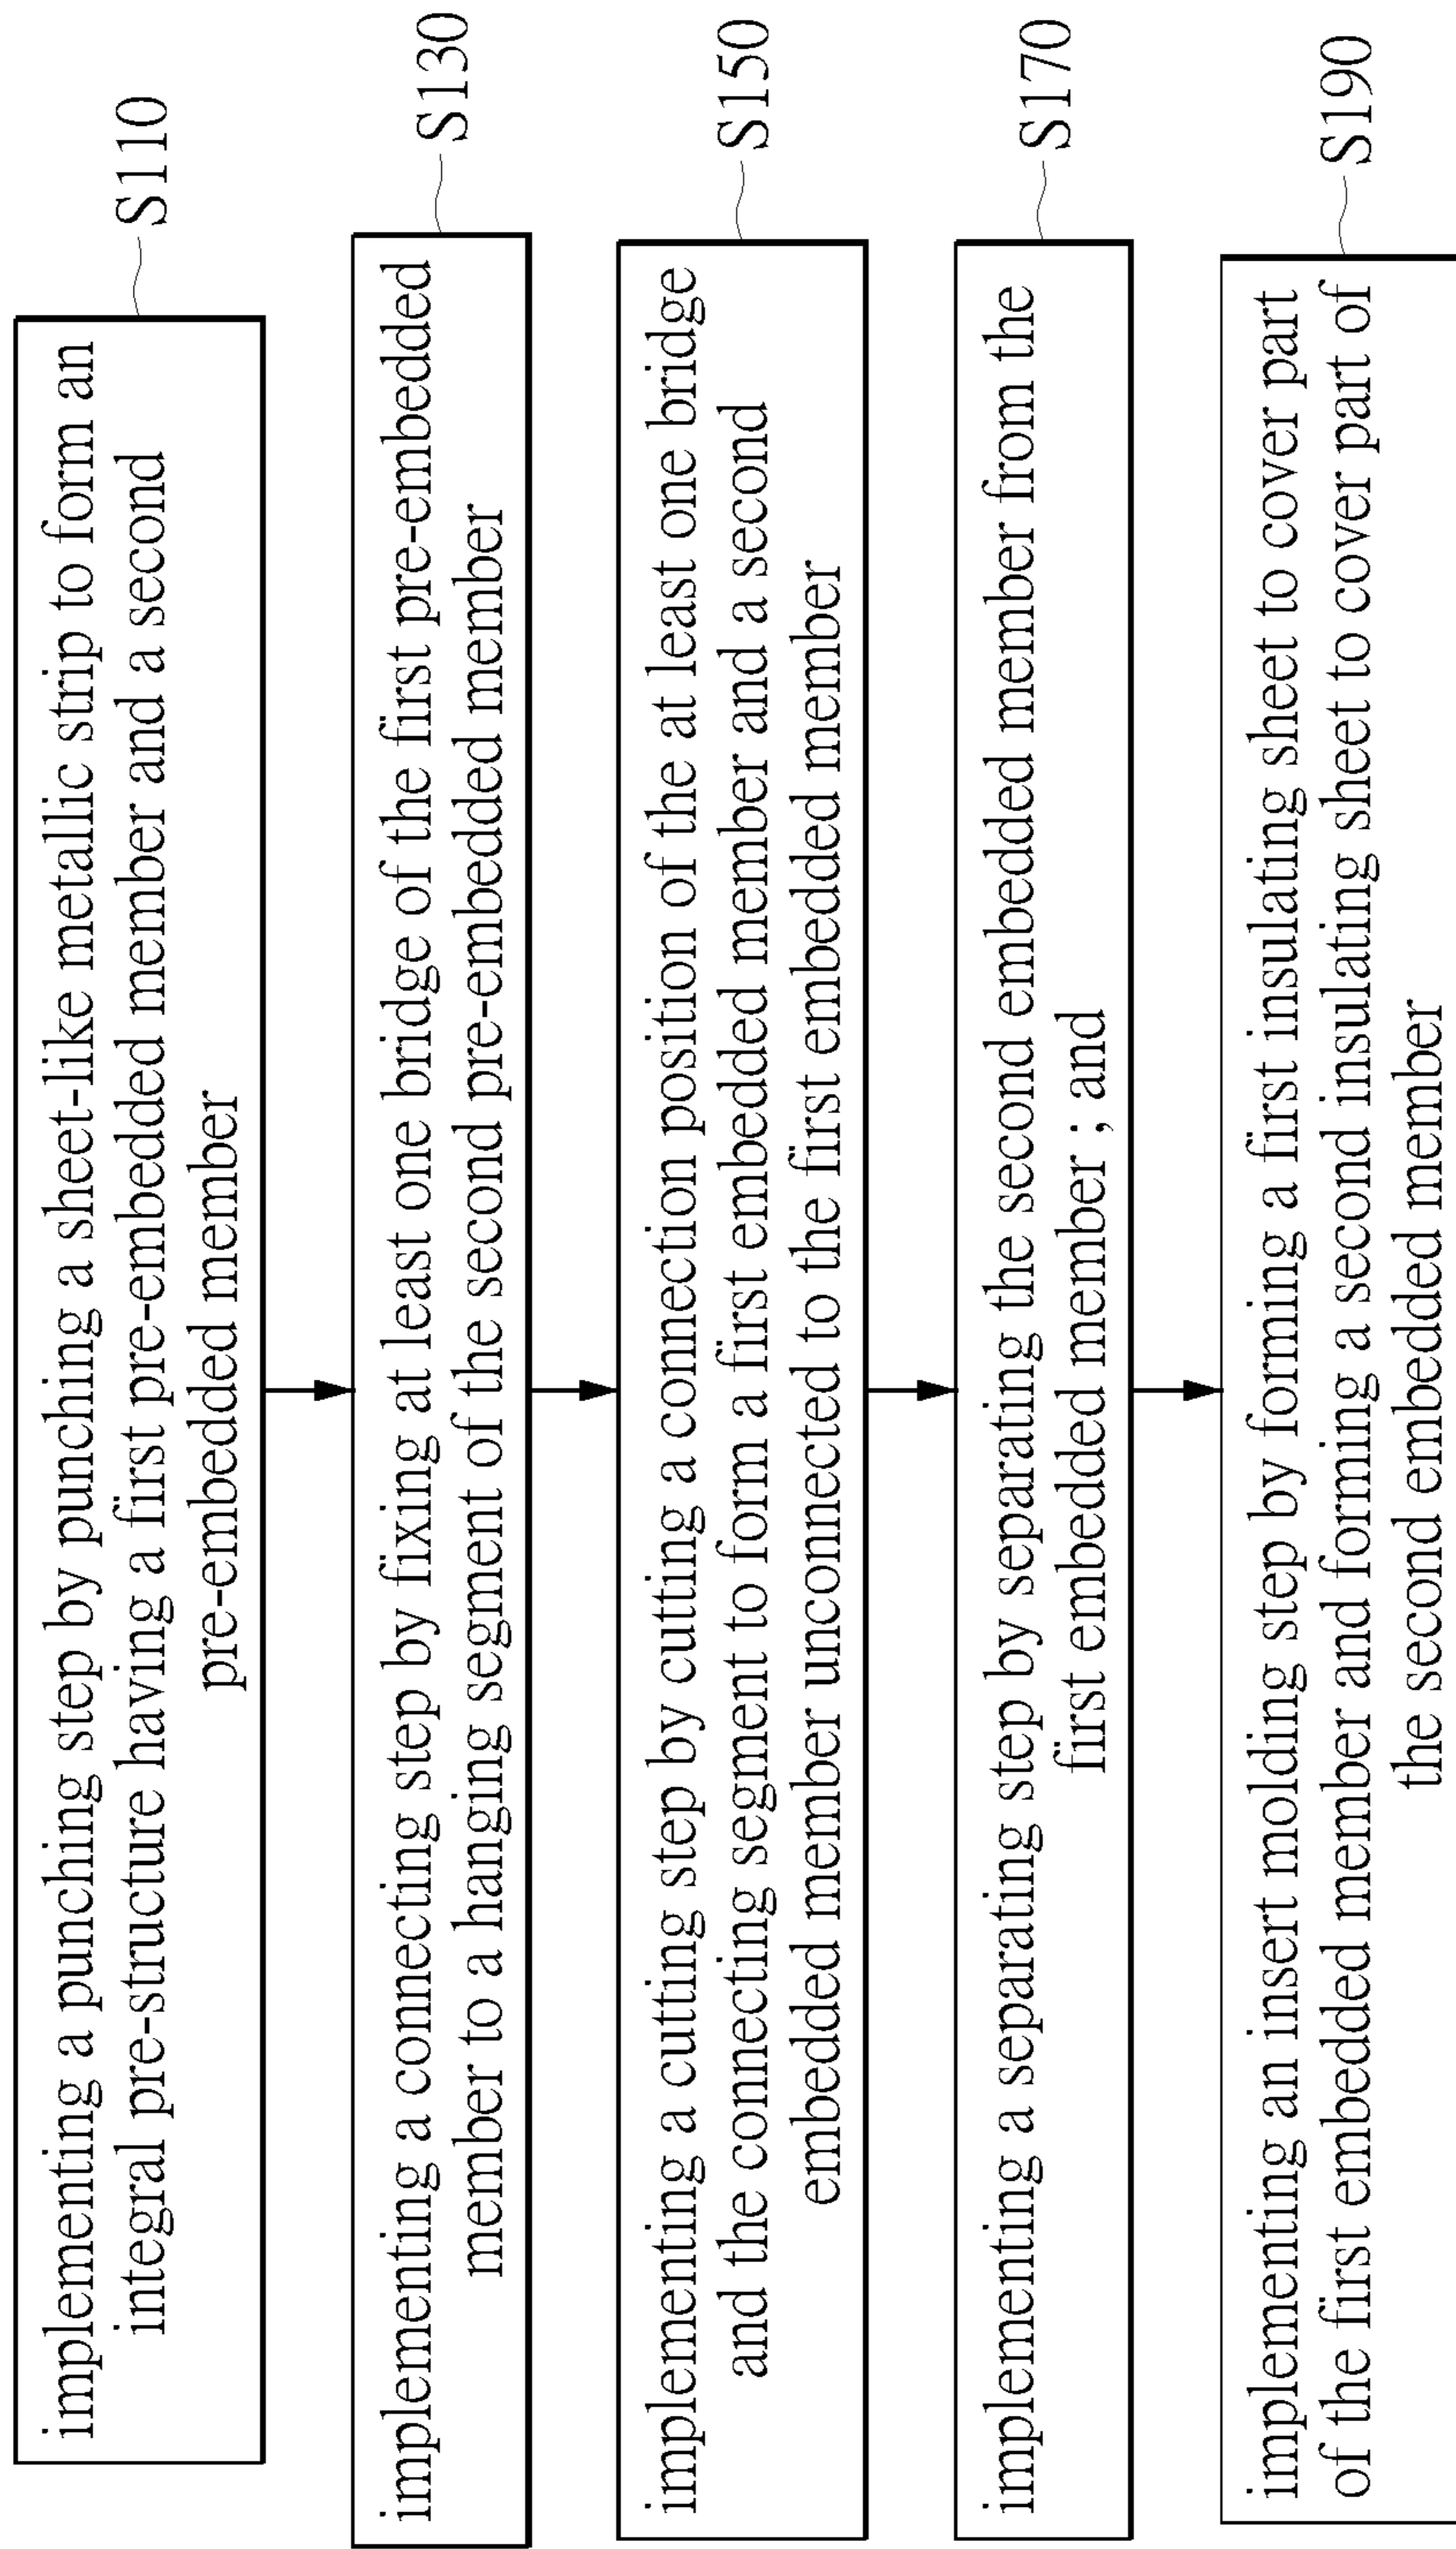 implementing a punching step by punching a sheet-like metallic strip to form an
integral pre-structure having a first pre-embedded member and a second
pre-embedded member
S110
implementing a connecting step by fixing at least one bridge of the first pre-embedded
member to a hanging segment of the second pre-embedded member
S130
implementing a cutting step by cutting a connection position of the at least one bridge
and the connecting segment to form a first embedded member and a second
embedded member unconnected to the first embedded member
S150
implementing a separating step by separating the second embedded member from the
first embedded member ; and
S170
implementing an insert molding step by forming a first insulating sheet to cover part
of the first embedded member and forming a second insulating sheet to cover part of
the second embedded member
S190